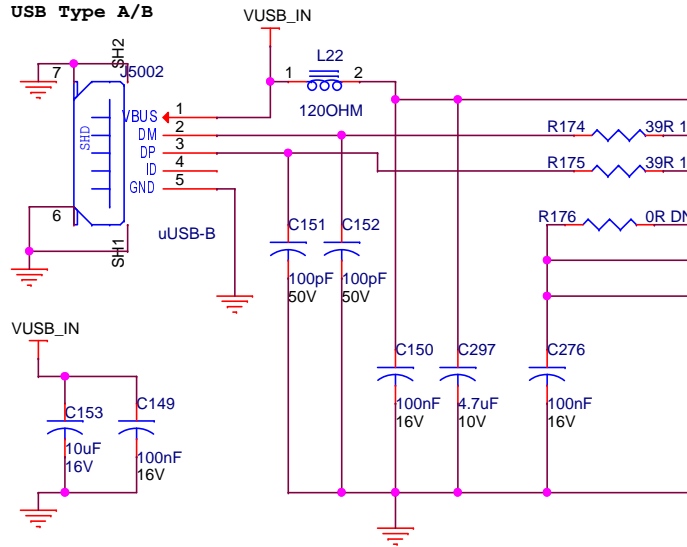 USB Type A/B
VUSB_IN
SH2
7
J5002
L22
1
2
120OHM
VBUS
1
DM
2
DP
3
ID
4
GND
5
SHD
6
SH1
uUSB-B
R174
39R 1
R175
39R 1
R176
0R DN
C151
100pF
50V
C152
100pF
50V
VUSB_IN
C153
10uF
16V
C149
100nF
16V
C150
100nF
16V
C297
4.7uF
10V
C276
100nF
16V